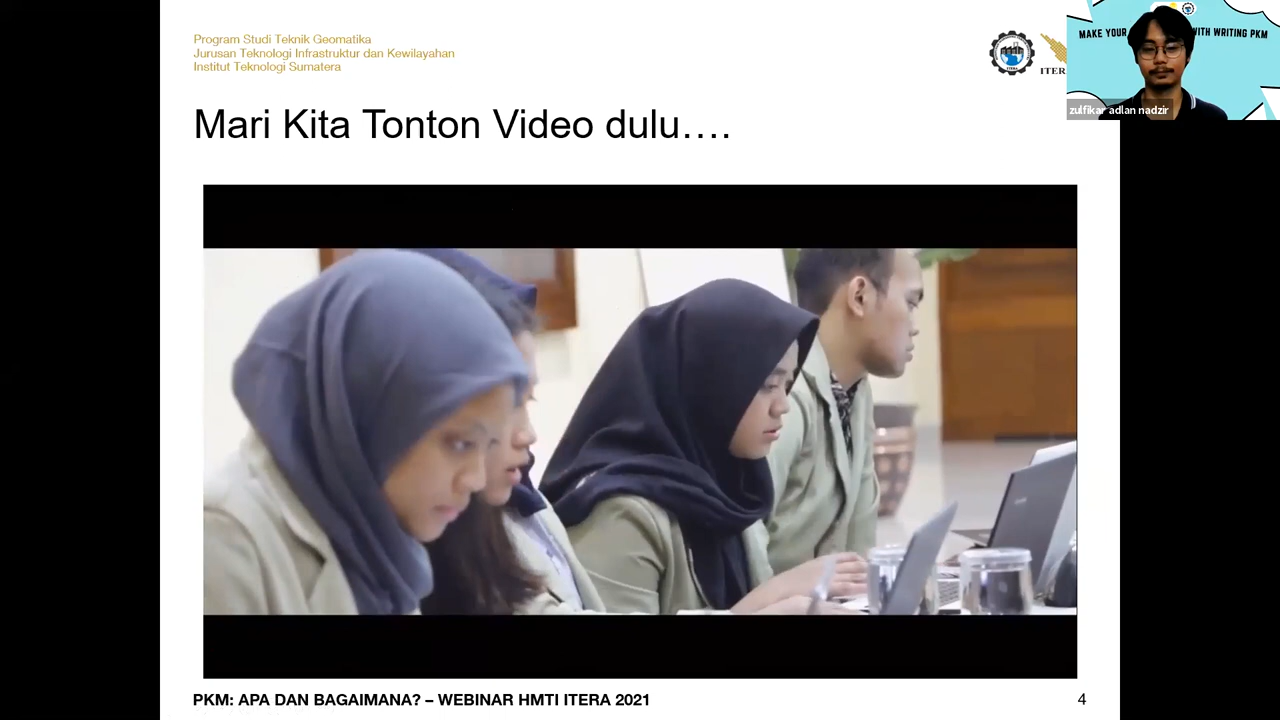 Program Studi Teknik Geomatika
Jurusan Teknologi Infrastruktur dan Kewilayahan
Institut Teknologi Sumatera
MAKE YOUR
WITH WRITING PKM
ITER
zulfikar adlan nadzir
Mari Kita Tonton Video dulu….
PKM: APA DAN BAGAIMANA? – WEBINAR HMTI ITERA 2021
4